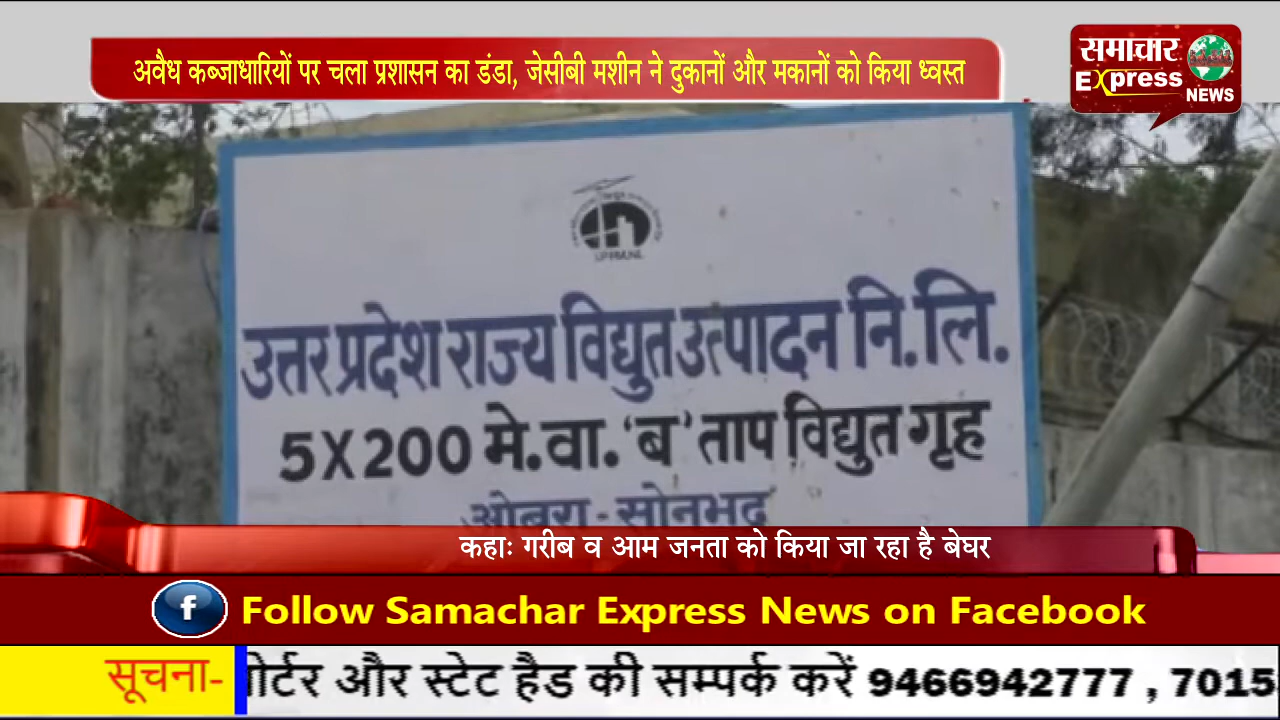 अवैध कब्जाधारियों पर चला प्रशासन का डंडा, जेसीबी मशीन ने दुकानों और मकानों को किया ध्वस्त
समाचार
Express
NEWS
उत्तर प्रदेश राज्य विद्युत उत्पादन नि.लि.
5X200 मे.वा. 'ब' ताप विद्युत गृह
ओबरा - सोनभद्र
कहाः गरीब व आम जनता को किया जा रहा है बेघर
f Follow Samachar Express News on Facebook
सूचना- और स्टेट हैड की सम्पर्क करें 9466942777 , 7015